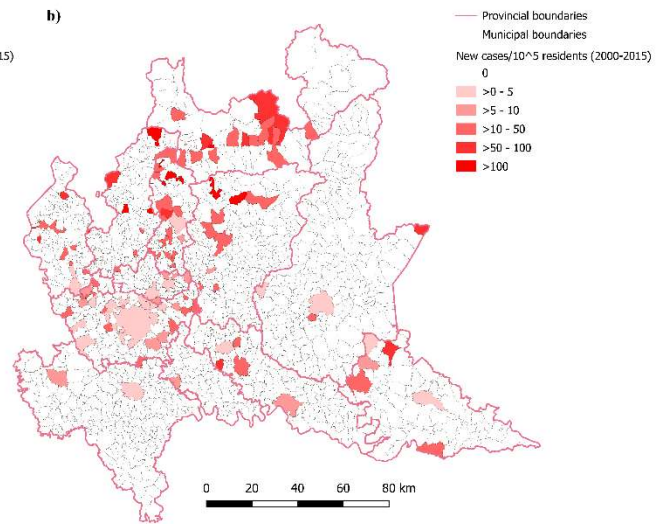 b)
15)
Provincial boundaries
Municipal boundaries
New cases/10^5 residents (2000-2015)
0
>0 - 5
>5 - 10
>10 - 50
>50 - 100
>100
0 20 40 60 80 km